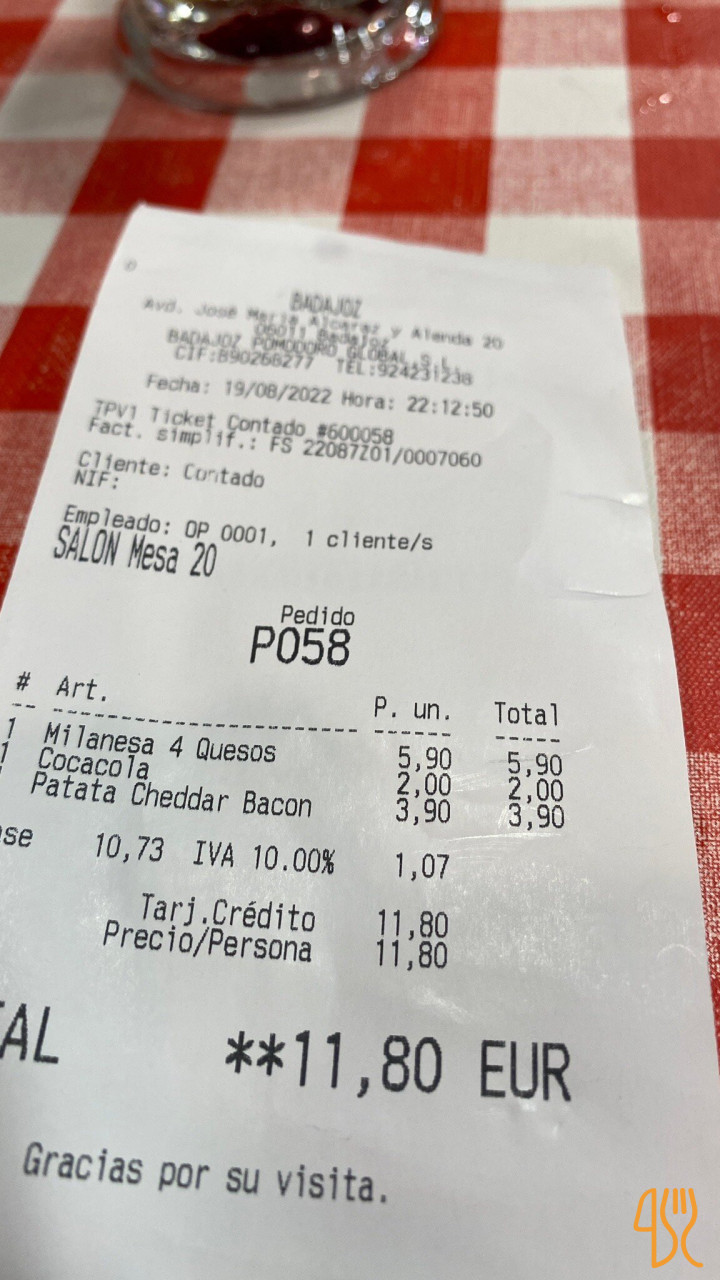 BADAJOZ
Avd. José María Alcaraz y Alenda 20
06011 Badajoz
BADAJOZ POMODORO GLOBAL,S.L.
CIF:B90268277 TEL:924231238
Fecha: 19/08/2022 Hora: 22:12:50
TPV1 Ticket Contado #600058
Fact. simplif.: FS 22087Z01/0007060
Cliente: Contado
NIF:
Empleado: OP 0001, 1 cliente/s
SALON Mesa 20
Pedido
P058
# Art. P. un. Total
1 Milanesa 4 Quesos 5,90 5,90
1 Cocacola 2,00 2,00
Patata Cheddar Bacon 3,90 3,90
se 10,73 IVA 10.00% 1,07
Tarj.Crédito 11,80
Precio/Persona 11,80
AL **11,80 EUR
Gracias por su visita.